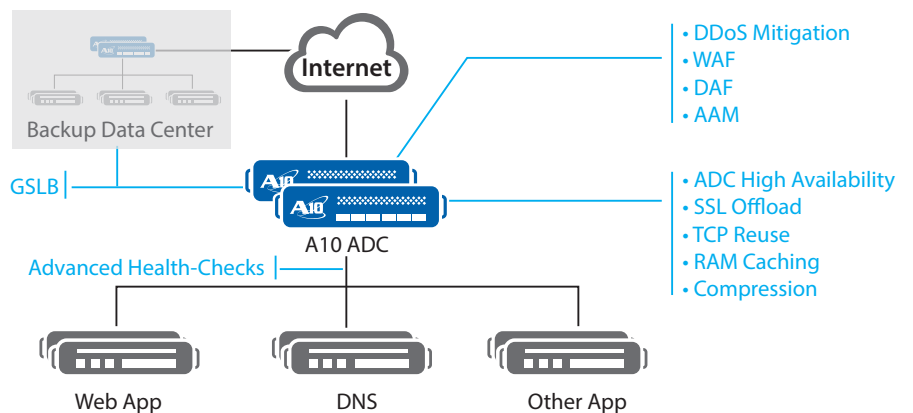 A10
Internet
Backup Data Center
• DDoS Mitigation
• WAF
• DAF
• AAM
GSLB
A10
A10
A10 ADC
• ADC High Availability
• SSL Offload
• TCP Reuse
• RAM Caching
• Compression
Advanced Health-Checks
Web App
DNS
Other App